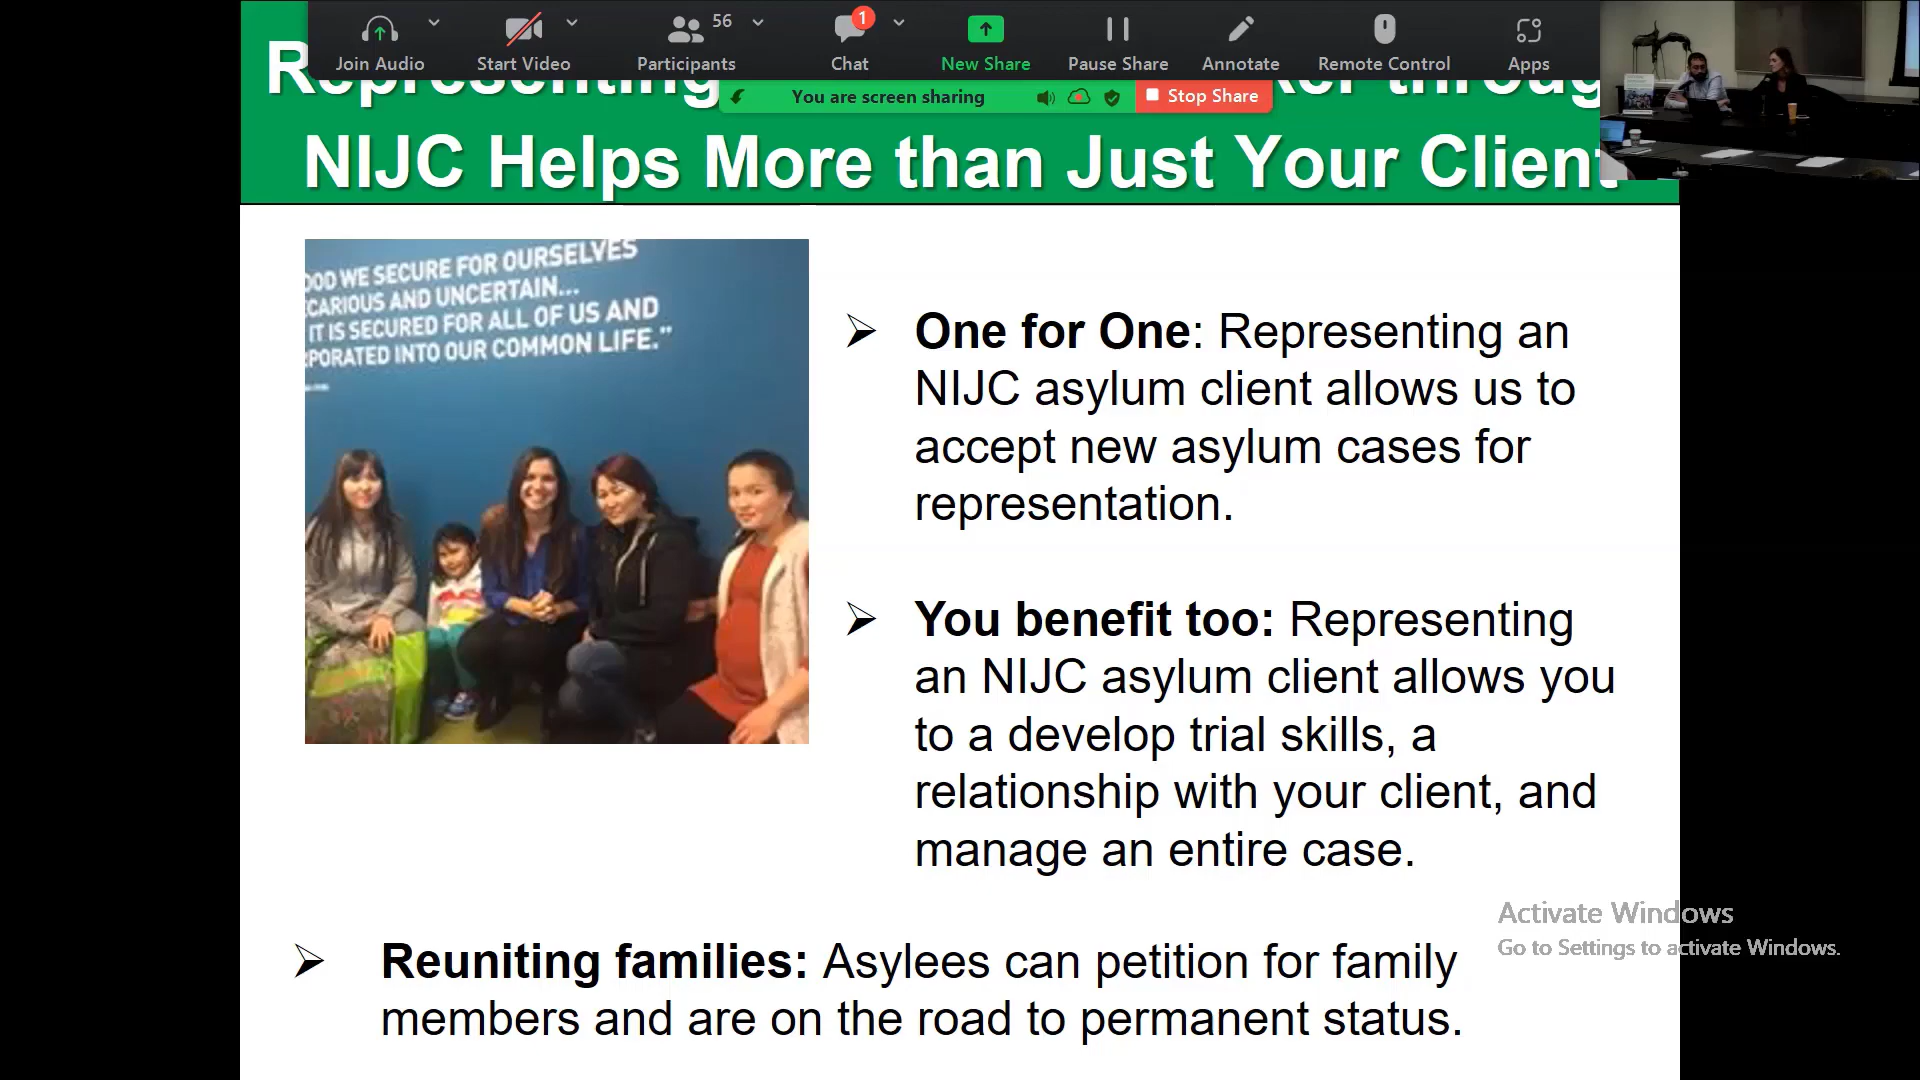 56
1
Join Audio
Start Video
Participants
Chat
New Share
Pause Share
Annotate
Remote Control
Apps
You are screen sharing
Stop Share
Representing
through
NIJC Helps More than Just Your Client
OOD WE SECURE FOR OURSELVES
CARIOUS AND UNCERTAIN...
IT IS SECURED FOR ALL OF US AND
RPORATED INTO OUR COMMON LIFE.”
➢ One for One: Representing an
NIJC asylum client allows us to
accept new asylum cases for
representation.
➢ You benefit too: Representing
an NIJC asylum client allows you
to a develop trial skills, a
relationship with your client, and
manage an entire case.
➢ Reuniting families: Asylees can petition for family
members and are on the road to permanent status.
Activate Windows
Go to Settings to activate Windows.